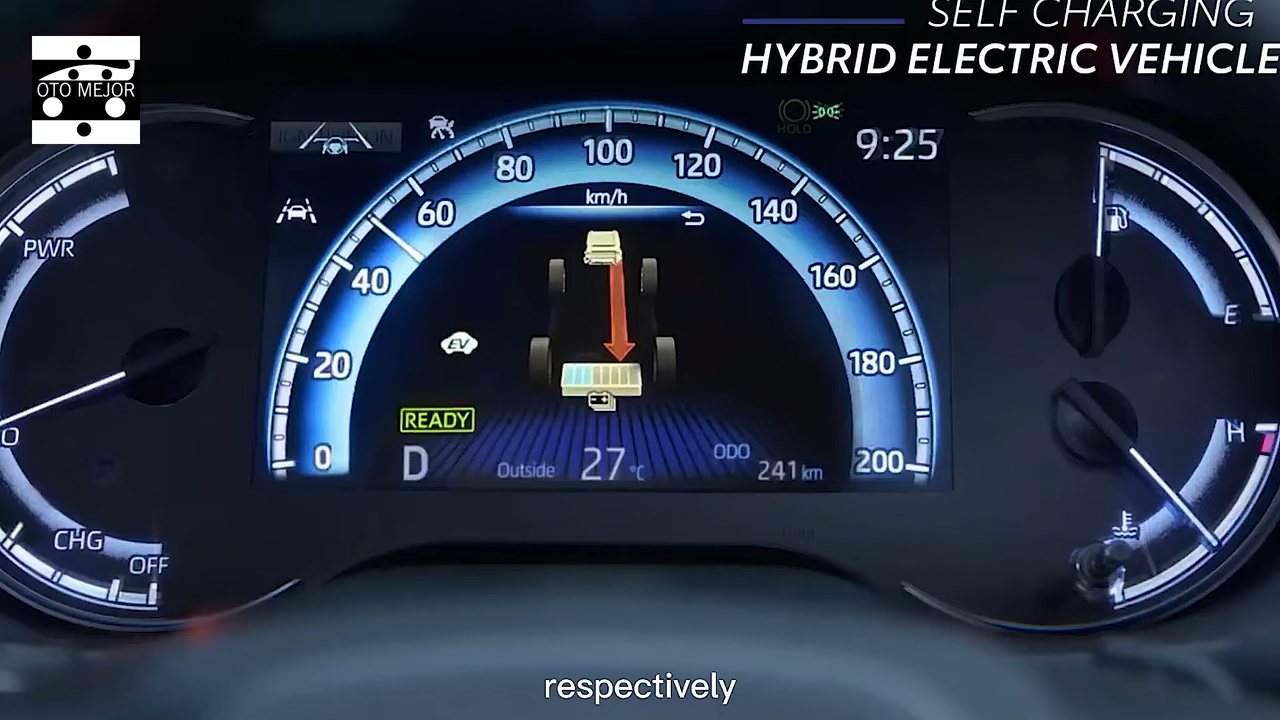 SELF CHARGING
HYBRID ELECTRIC VEHICLE
OTO MEJOR
HOLD
9:25
80
100
120
km/h
60
140
PWR
40
160
E
EV
20
180
READY
0
H
D
Outside
27 °C
ODO
241 km
0
200
CHG
OFF
respectively